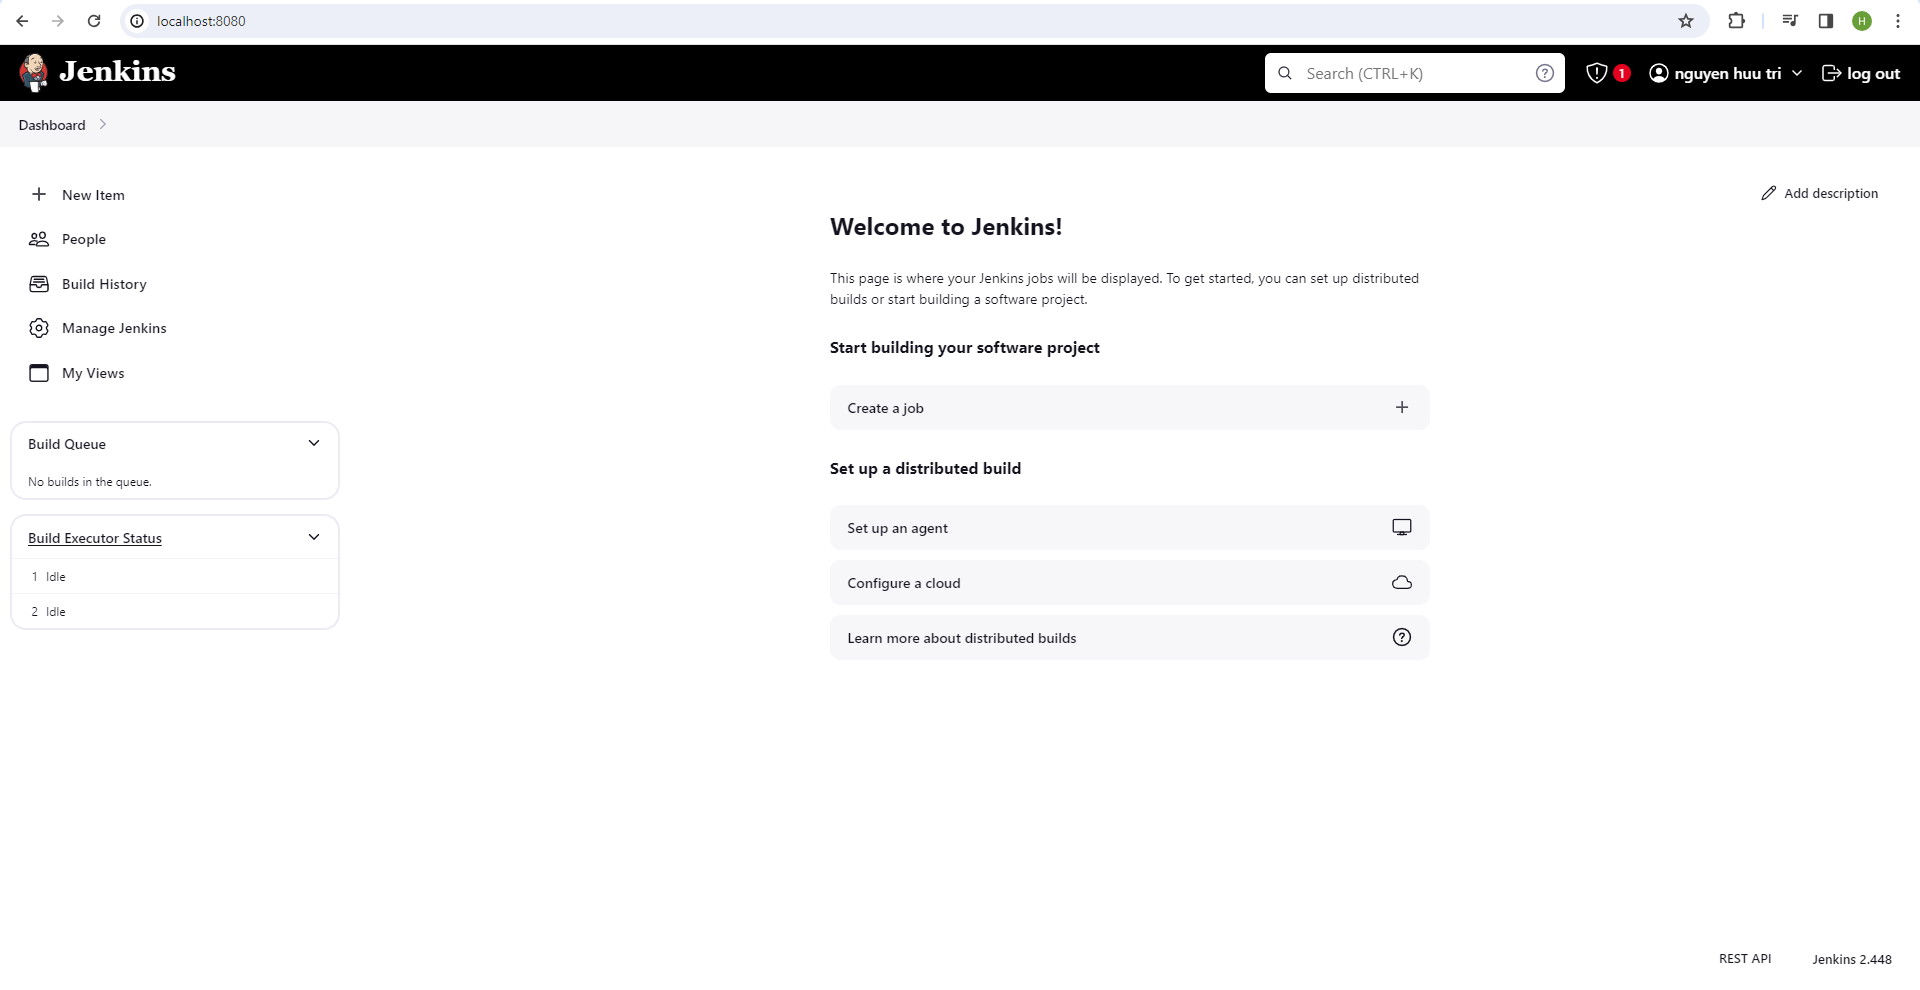 localhost:8080
H
Jenkins
Search (CTRL+K)
1
nguyen huu tri
log out
Dashboard
New Item
People
Build History
Manage Jenkins
My Views
Build Queue
No builds in the queue.
Build Executor Status
1 Idle
2 Idle
Add description
Welcome to Jenkins!
This page is where your Jenkins jobs will be displayed. To get started, you can set up distributed
builds or start building a software project.
Start building your software project
Create a job
Set up a distributed build
Set up an agent
Configure a cloud
Learn more about distributed builds
REST API
Jenkins 2.448